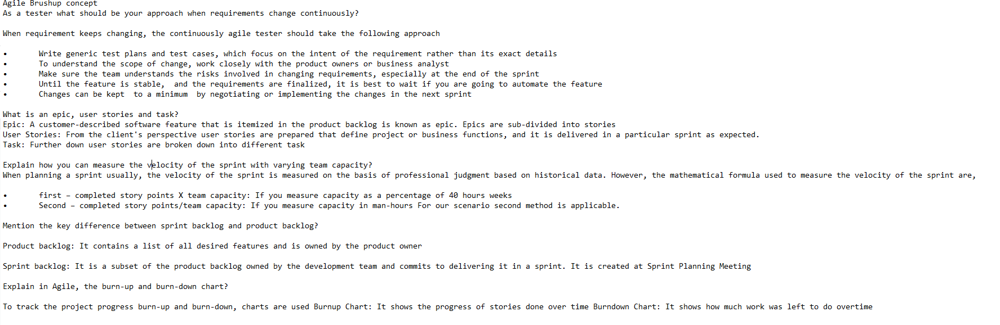 Agile Brushup concept
As a tester what should be your approach when requirements change continuously?
When requirement keeps changing, the continuously agile tester should take the following approach
•	Write generic test plans and test cases, which focus on the intent of the requirement rather than its exact details
•	To understand the scope of change, work closely with the product owners or business analyst
•	Make sure the team understands the risks involved in changing requirements, especially at the end of the sprint
•	Until the feature is stable,  and the requirements are finalized, it is best to wait if you are going to automate the feature
•	Changes can be kept  to a minimum  by negotiating or implementing the changes in the next sprint
What is an epic, user stories and task?
Epic: A customer-described software feature that is itemized in the product backlog is known as epic. Epics are sub-divided into stories
User Stories: From the client's perspective user stories are prepared that define project or business functions, and it is delivered in a particular sprint as expected.
Task: Further down user stories are broken down into different task
Explain how you can measure the velocity of the sprint with varying team capacity?
When planning a sprint usually, the velocity of the sprint is measured on the basis of professional judgment based on historical data. However, the mathematical formula used to measure the velocity of the sprint are,
•	first – completed story points X team capacity: If you measure capacity as a percentage of 40 hours weeks
•	Second – completed story points/team capacity: If you measure capacity in man-hours For our scenario second method is applicable.
Mention the key difference between sprint backlog and product backlog?
Product backlog: It contains a list of all desired features and is owned by the product owner
Sprint backlog: It is a subset of the product backlog owned by the development team and commits to delivering it in a sprint. It is created at Sprint Planning Meeting
Explain in Agile, the burn-up and burn-down chart?
To track the project progress burn-up and burn-down, charts are used Burnup Chart: It shows the progress of stories done over time Burndown Chart: It shows how much work was left to do overtime